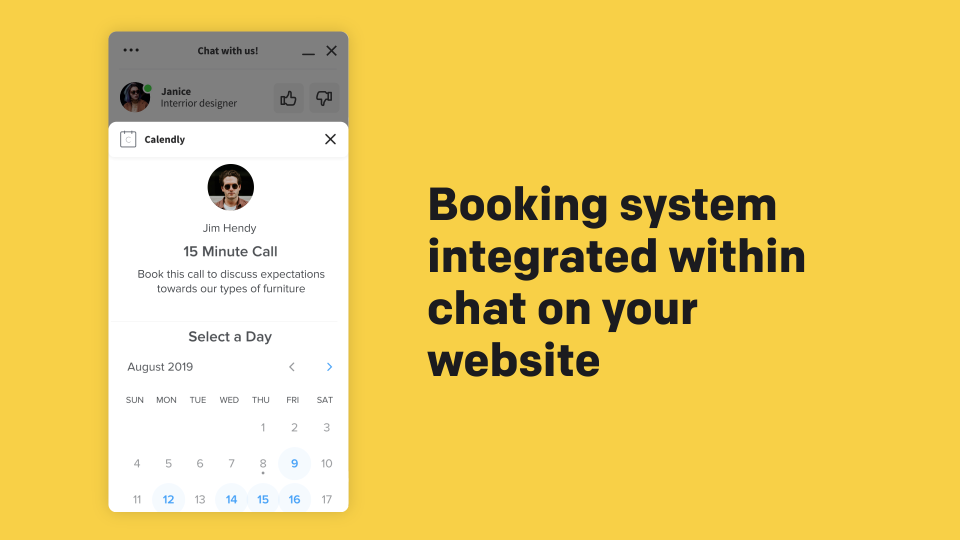 Chat with us!
Janice
Interrior designer
C
Calendly
Jim Hendy
15 Minute Call
Book this call to discuss expectations
towards our types of furniture
Select a Day
August 2019
SUN MON TUE WED THU FRI SAT
1 2 3
4 5 6 7 8 9 10
11 12 13 14 15 16 17
Booking system
integrated within
chat on your
website